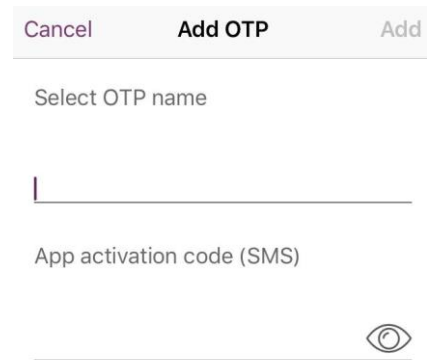 Cancel Add OTP Add
Select OTP name
App activation code (SMS)